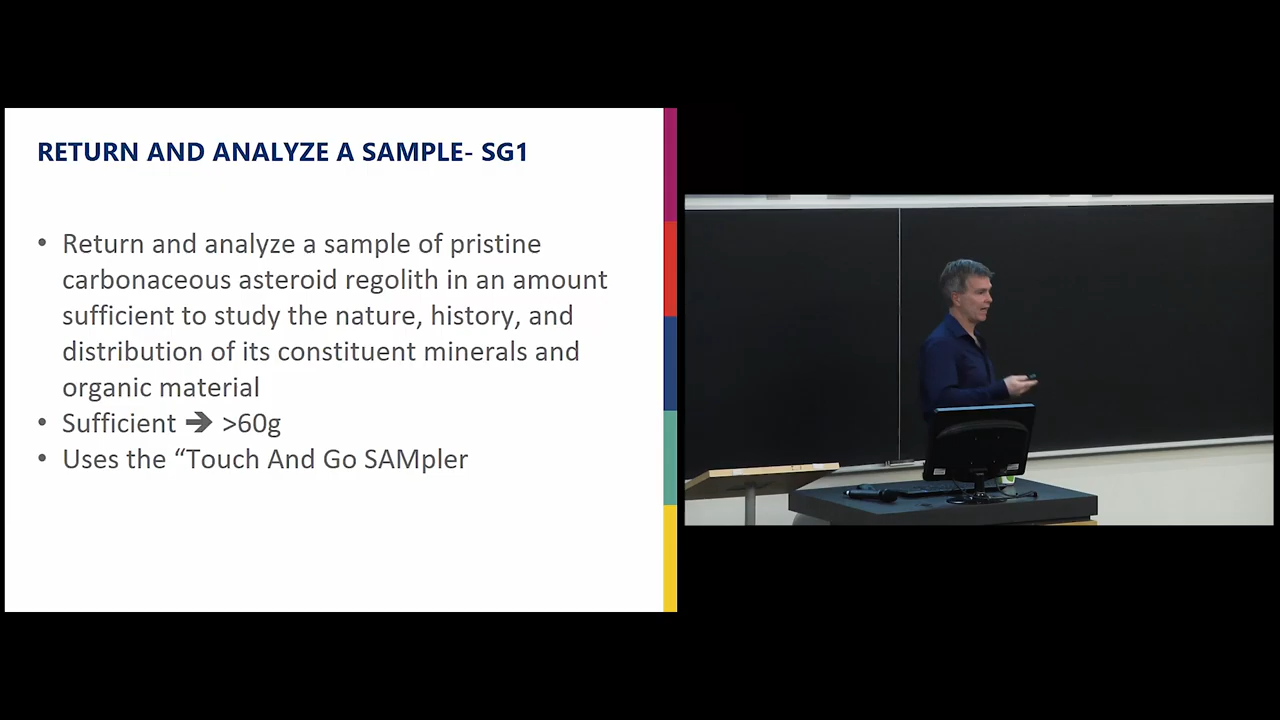 RETURN AND ANALYZE A SAMPLE- SG1
• Return and analyze a sample of pristine
carbonaceous asteroid regolith in an amount
sufficient to study the nature, history, and
distribution of its constituent minerals and
organic material
• Sufficient ➔ >60g
• Uses the “Touch And Go SAMpler